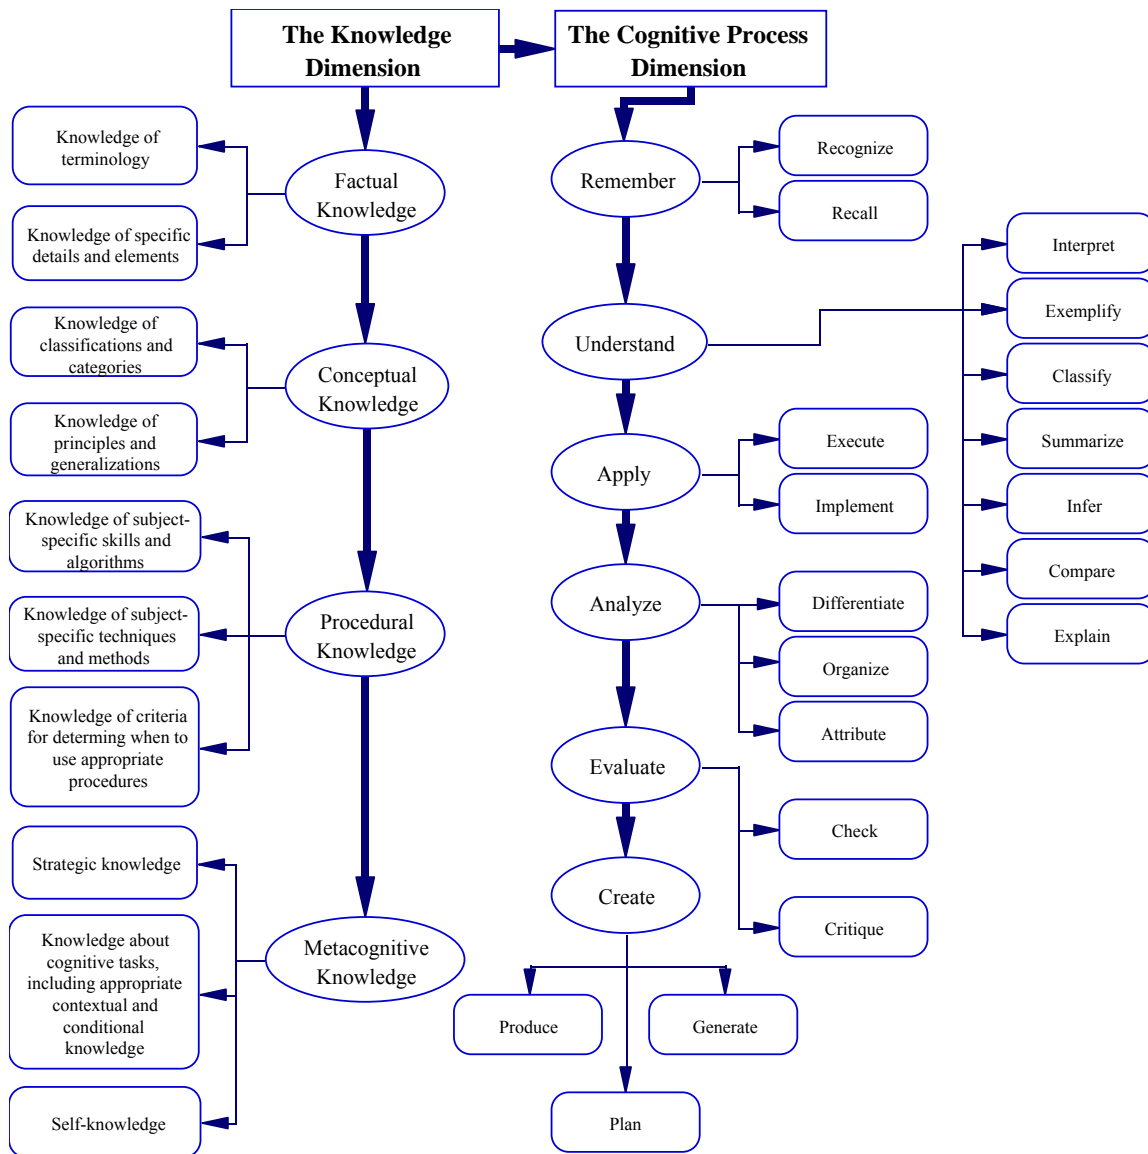 The Knowledge
Dimension
The Cognitive Process
Dimension
Knowledge of
terminology
Factual
Knowledge
Knowledge of specific
details and elements
Knowledge of
classifications and
categories
Conceptual
Knowledge
Knowledge of
principles and
generalizations
Knowledge of subject-
specific skills and
algorithms
Knowledge of subject-
specific techniques
and methods
Procedural
Knowledge
Knowledge of criteria
for determining when to
use appropriate
procedures
Strategic knowledge
Knowledge about
cognitive tasks,
including appropriate
contextual and
conditional
knowledge
Metacognitive
Knowledge
Self-knowledge
Remember
Recognize
Recall
Understand
Interpret
Exemplify
Classify
Summarize
Infer
Compare
Explain
Apply
Execute
Implement
Analyze
Differentiate
Organize
Attribute
Evaluate
Check
Critique
Create
Produce
Generate
Plan